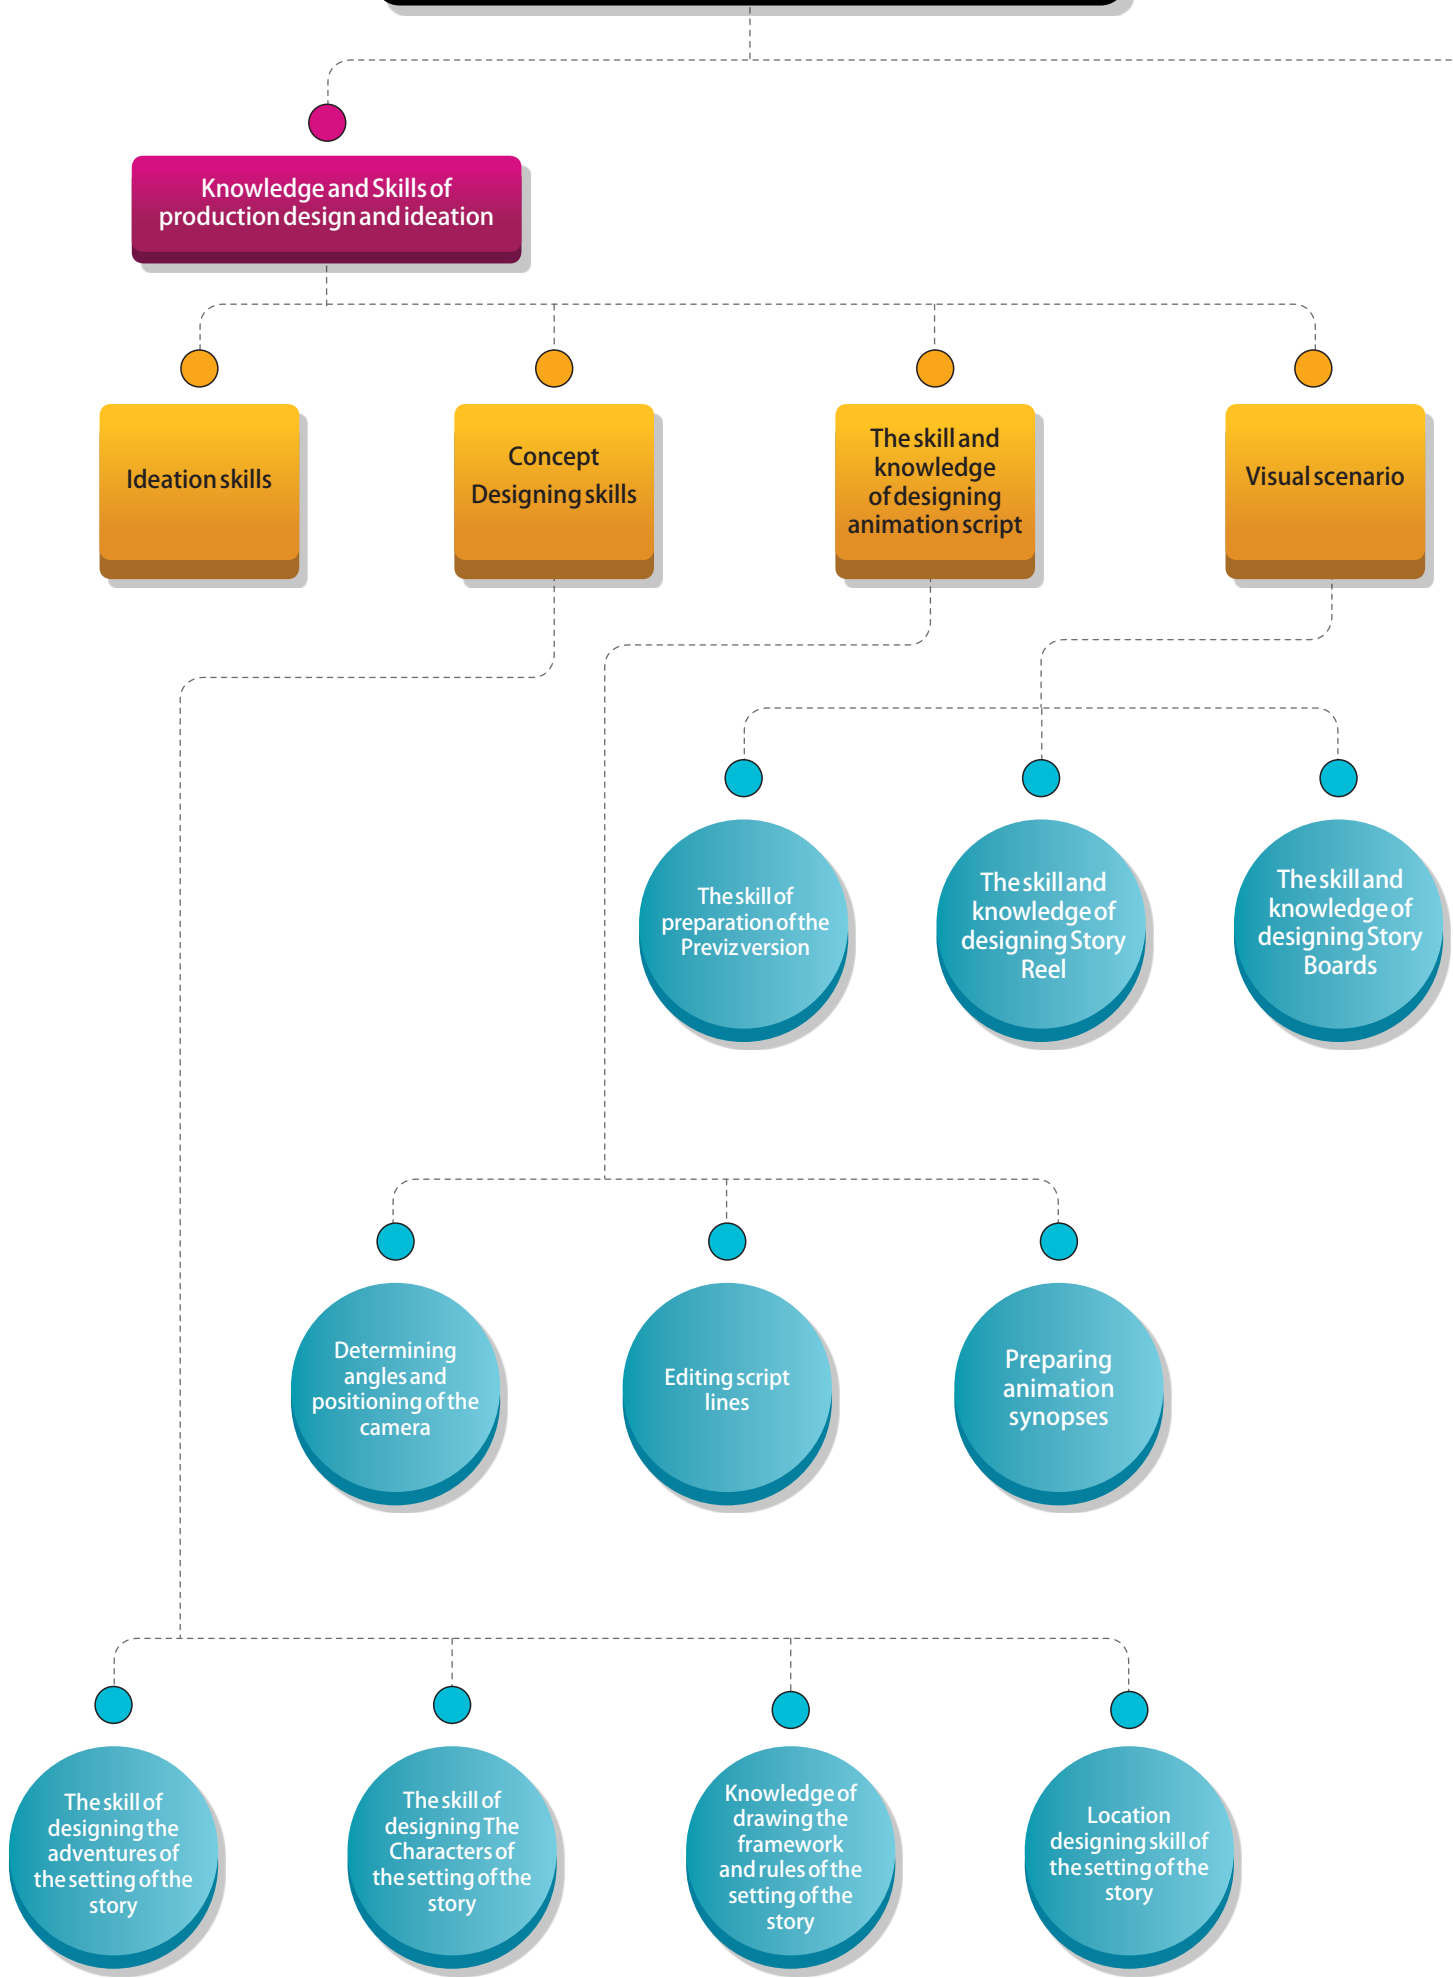 Knowledge and Skills of
production design and ideation
Ideation skills
Concept
Designing skills
The skill and
knowledge
of designing
animation script
Visual scenario
The skill of
preparation of the
Previz version
The skill and
knowledge of
designing Story
Reel
The skill and
knowledge of
designing Story
Boards
Determining
angles and
positioning of the
camera
Editing script
lines
Preparing
animation
synopses
The skill of
designing the
adventures of
the setting of the
story
The skill of
designing The
Characters of
the setting of the
story
Knowledge of
drawing the
framework
and rules of the
setting of the
story
Location
designing skill of
the setting of the
story